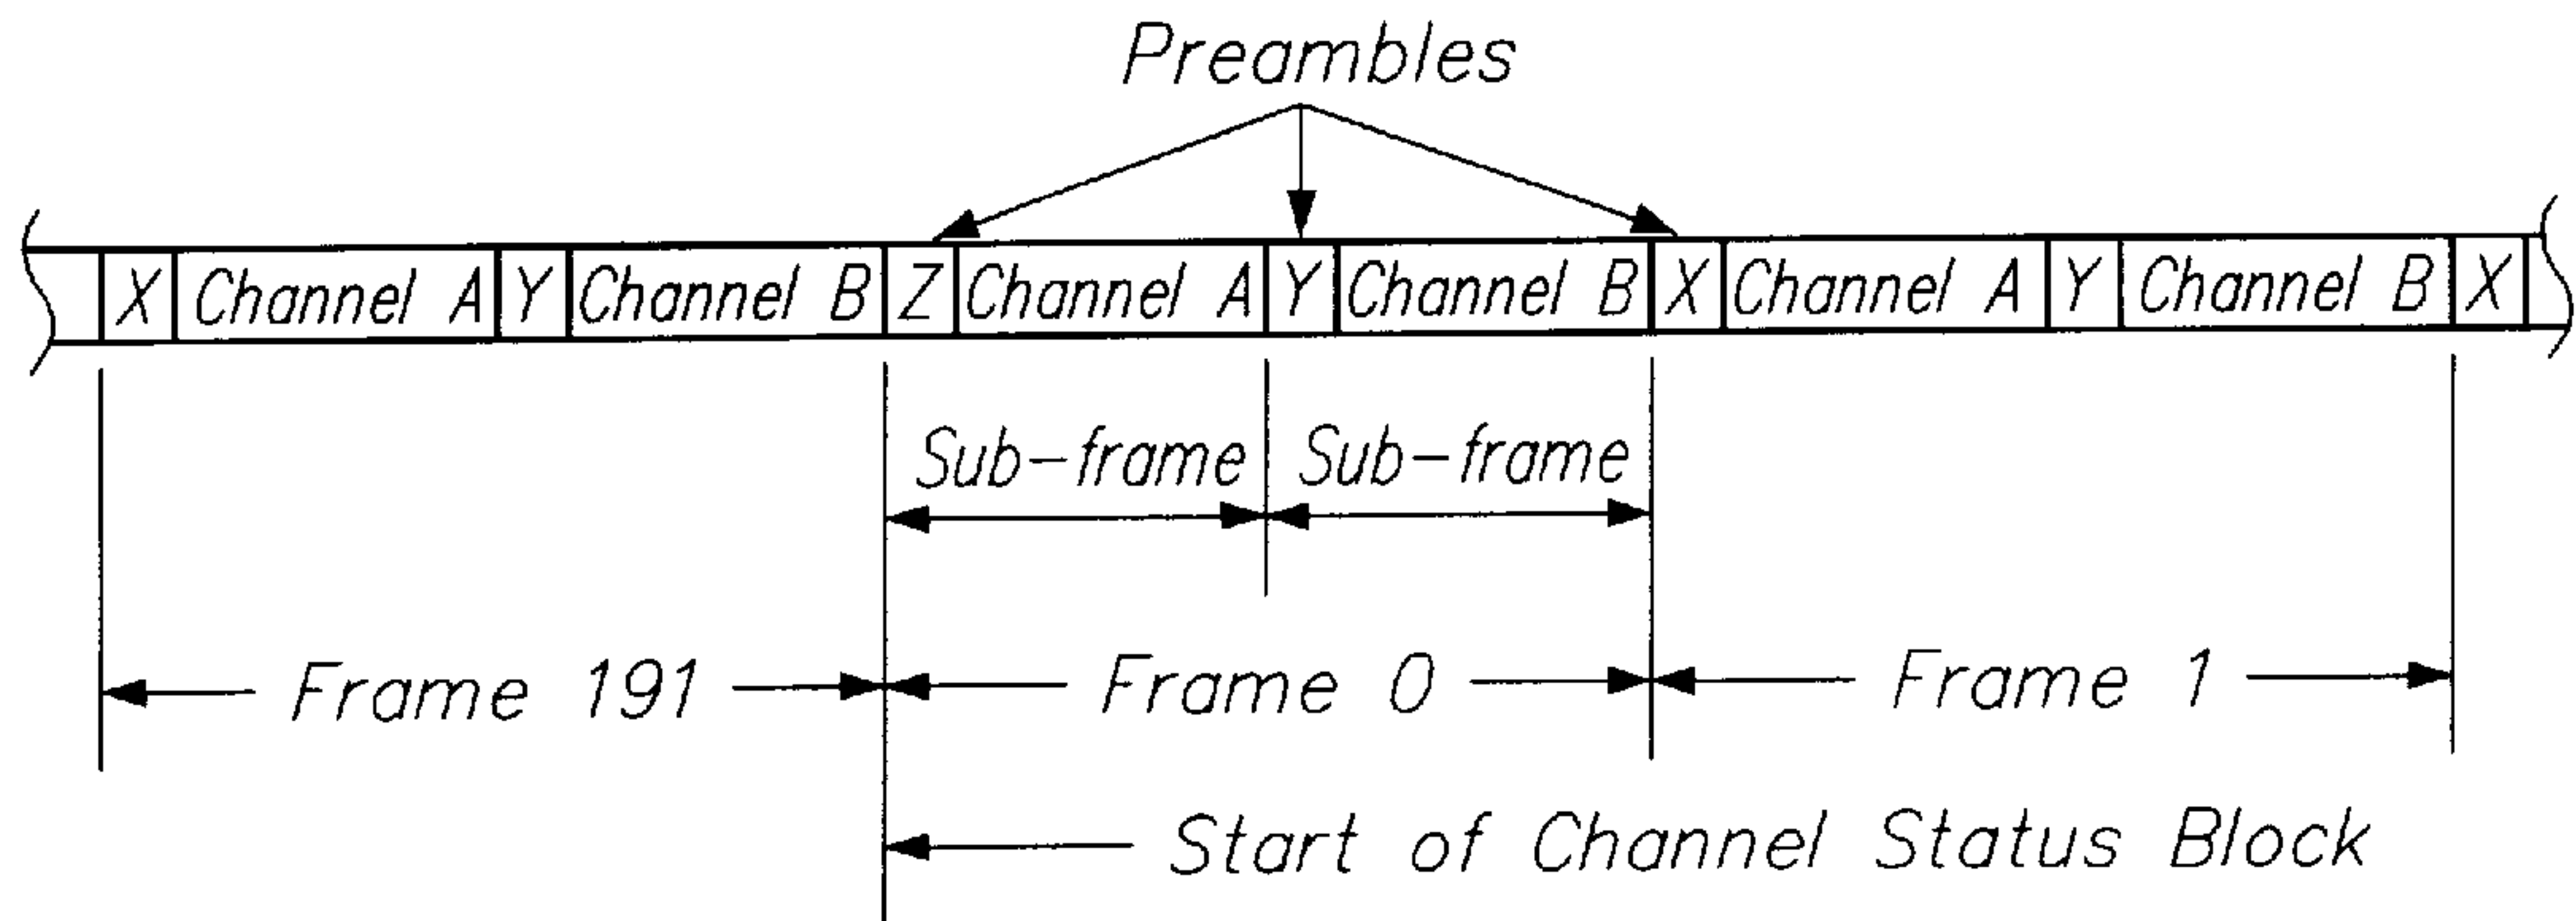 Preambles
X Channel A Y Channel B Z Channel A Y Channel B X Channel A Y Channel B X
Sub-frame Sub-frame
Frame 191 Frame 0 Frame 1
Start of Channel Status Block